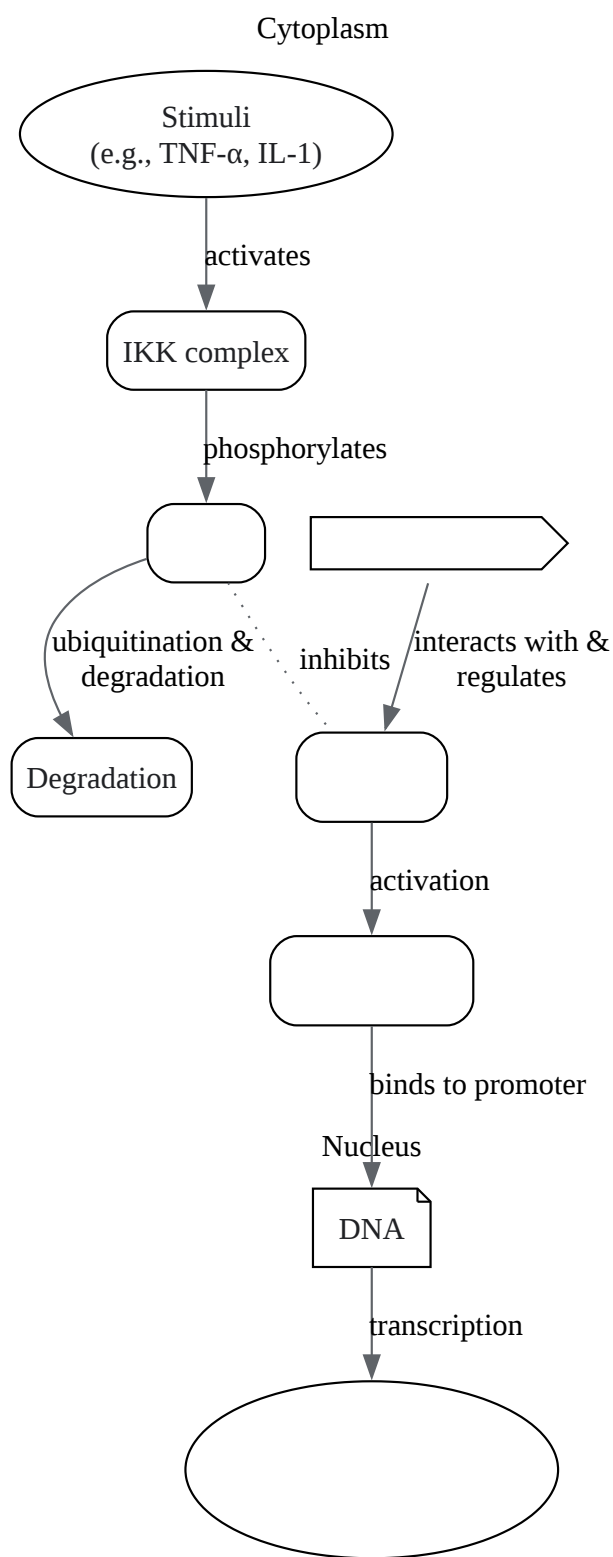 Cytoplasm
Stimuli
(e.g., TNF-α, IL-1)
activates
IKK complex
phosphorylates
ubiquitination &
degradation
inhibits
interacts with &
regulates
Degradation
activation
binds to promoter
Nucleus
DNA
transcription